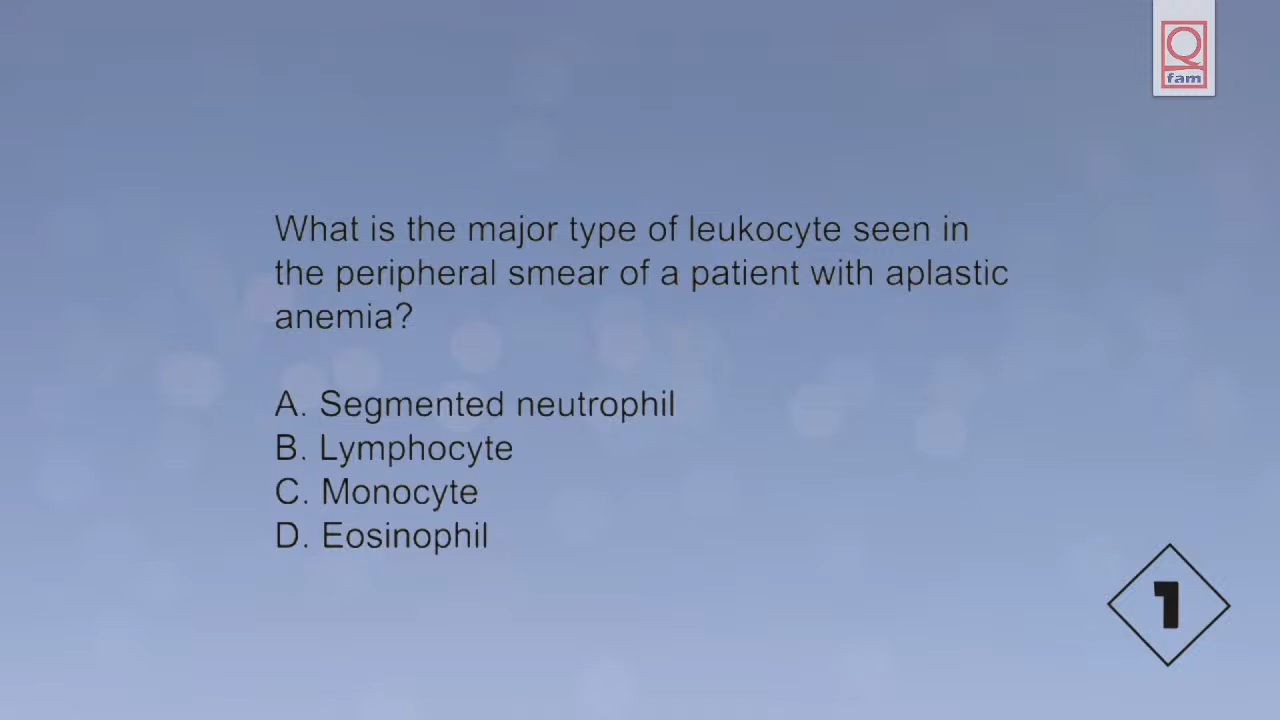 Q
fam
What is the major type of leukocyte seen in
the peripheral smear of a patient with aplastic
anemia?
A. Segmented neutrophil
B. Lymphocyte
C. Monocyte
D. Eosinophil
1